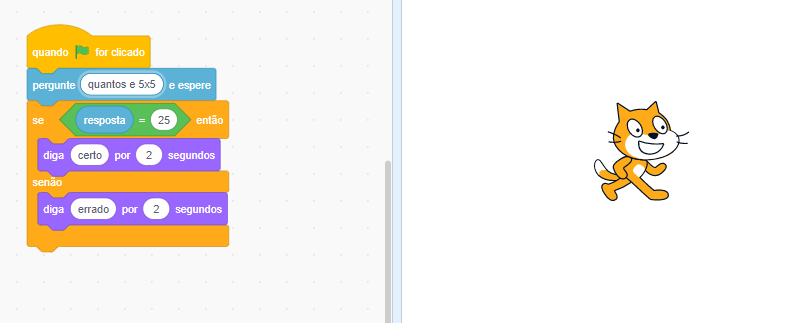 quando for clicado
pergunte quantos e 5x5 e espere
se resposta = 25 então
diga certo por 2 segundos
senão
diga errado por 2 segundos